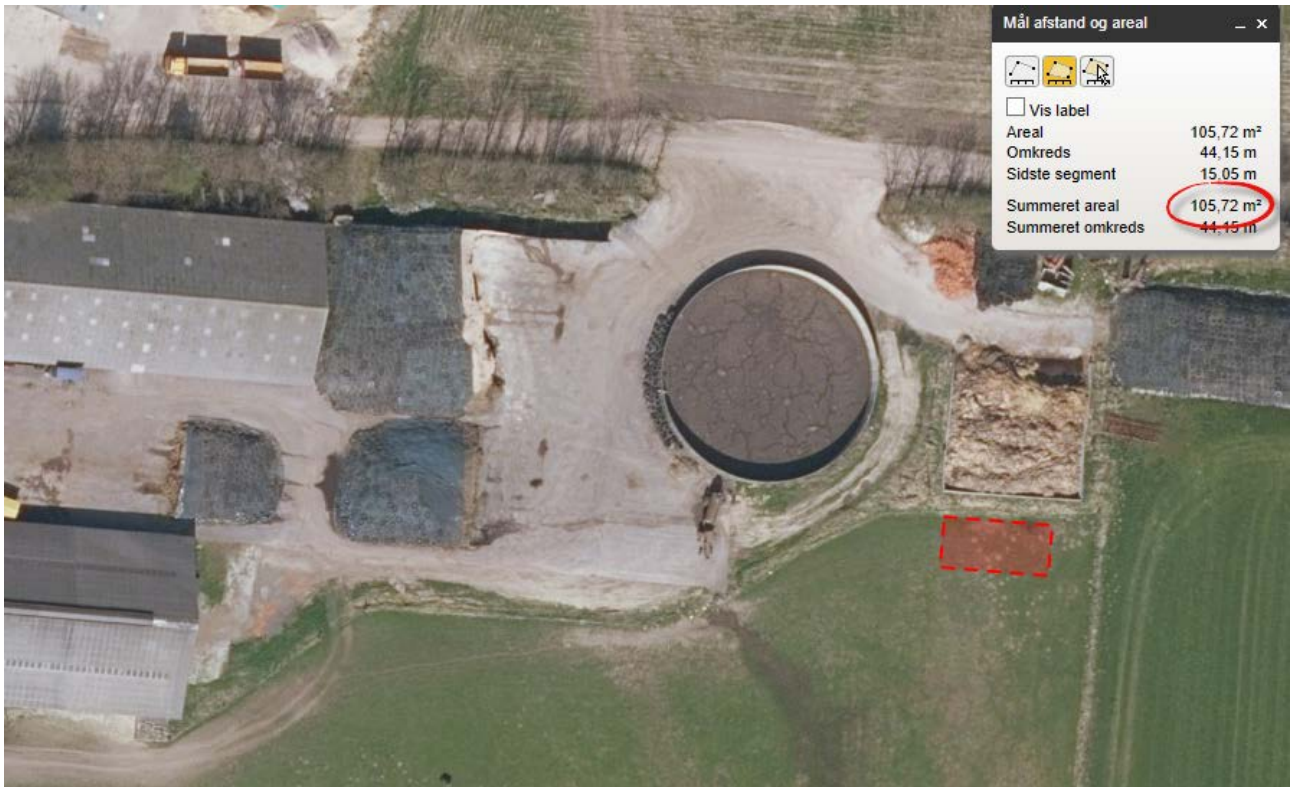 Mål afstand og areal
Vis label
Areal 105,72 m²
Omkreds 44,15 m
Sidste segment 15,05 m
Summeret areal 105,72 m²
Summeret omkreds 44,15 m